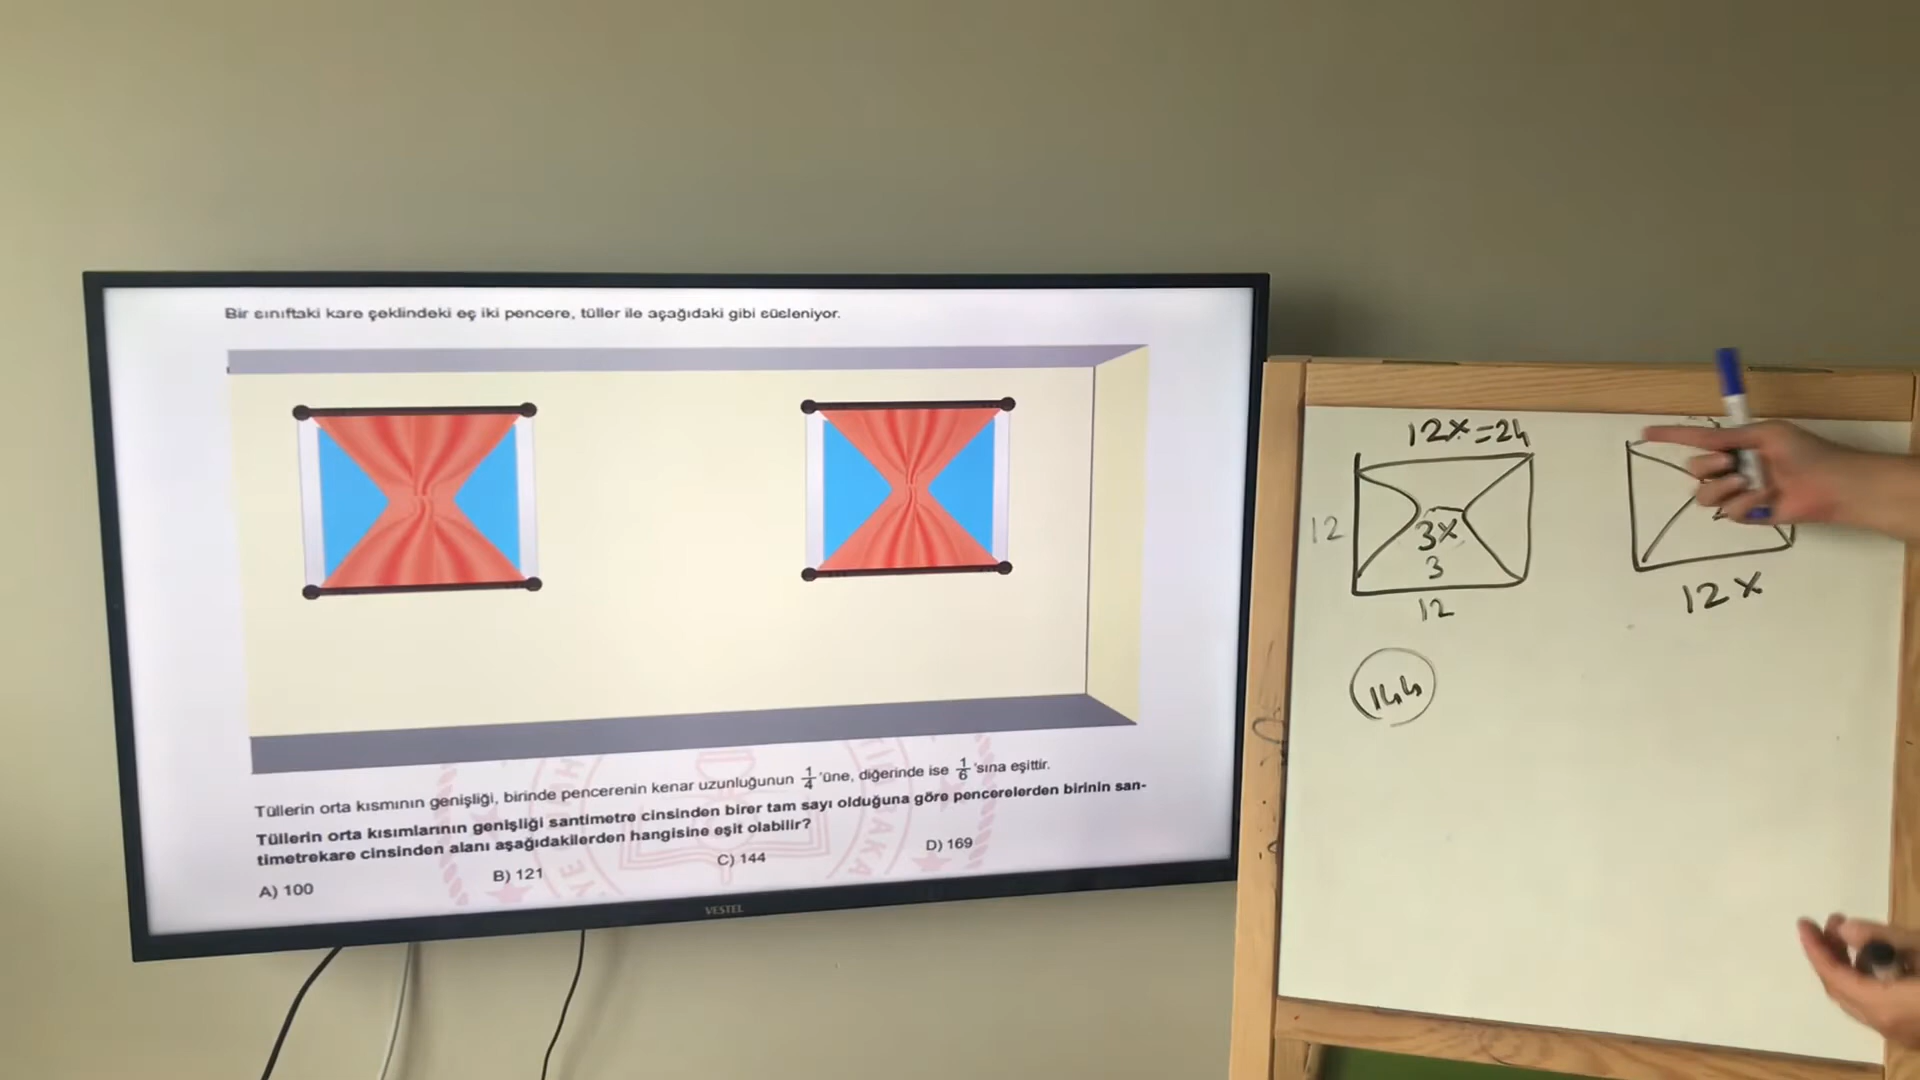 Bir sınıftaki kare şeklindeki eş iki pencere, tüller ile aşağıdaki gibi süsleniyor.
Tüllerin orta kısmının genişliği, birinde pencerenin kenar uzunluğunun 1/4 'üne, diğerinde ise 1/6 'sına eşittir.
Tüllerin orta kısımlarının genişliği santimetre cinsinden birer tam sayı olduğuna göre pencerelerden birinin san-
timetrekare cinsinden alanı aşağıdakilerden hangisine eşit olabilir?
A) 100
B) 121
C) 144
D) 169
VESTEL
12x=24
12
3x
3
12
144
12x